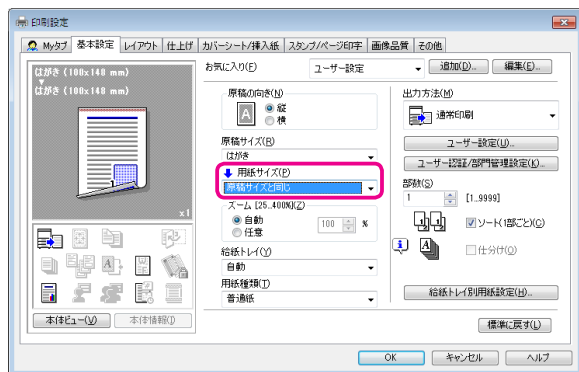 印刷設定
Myタブ 基本設定 レイアウト 仕上げ カバーシート/挿入紙 スタンプ/ページ印字 画像品質 その他
はがき (100x148 mm)
はがき (100x148 mm)
x1
本体ビュー(V)
本体情報(I)
お気に入り(F)
ユーザー設定
追加(D)...
編集(E)...
原稿の向き(N)
A
縦
横
原稿サイズ(R)
はがき
用紙サイズ(P)
原稿サイズと同じ
ズーム [25..400%](Z)
自動
任意
100
%
給紙トレイ(Y)
自動
用紙種類(T)
普通紙
出力方法(M)
通常印刷
ユーザー設定(U)...
ユーザー認証/部門管理設定(K)...
部数(S)
1
[1..9999]
ソート(1部ごと)(C)
仕分け(O)
給紙トレイ別用紙設定(H)...
標準に戻す(L)
OK
キャンセル
ヘルプ